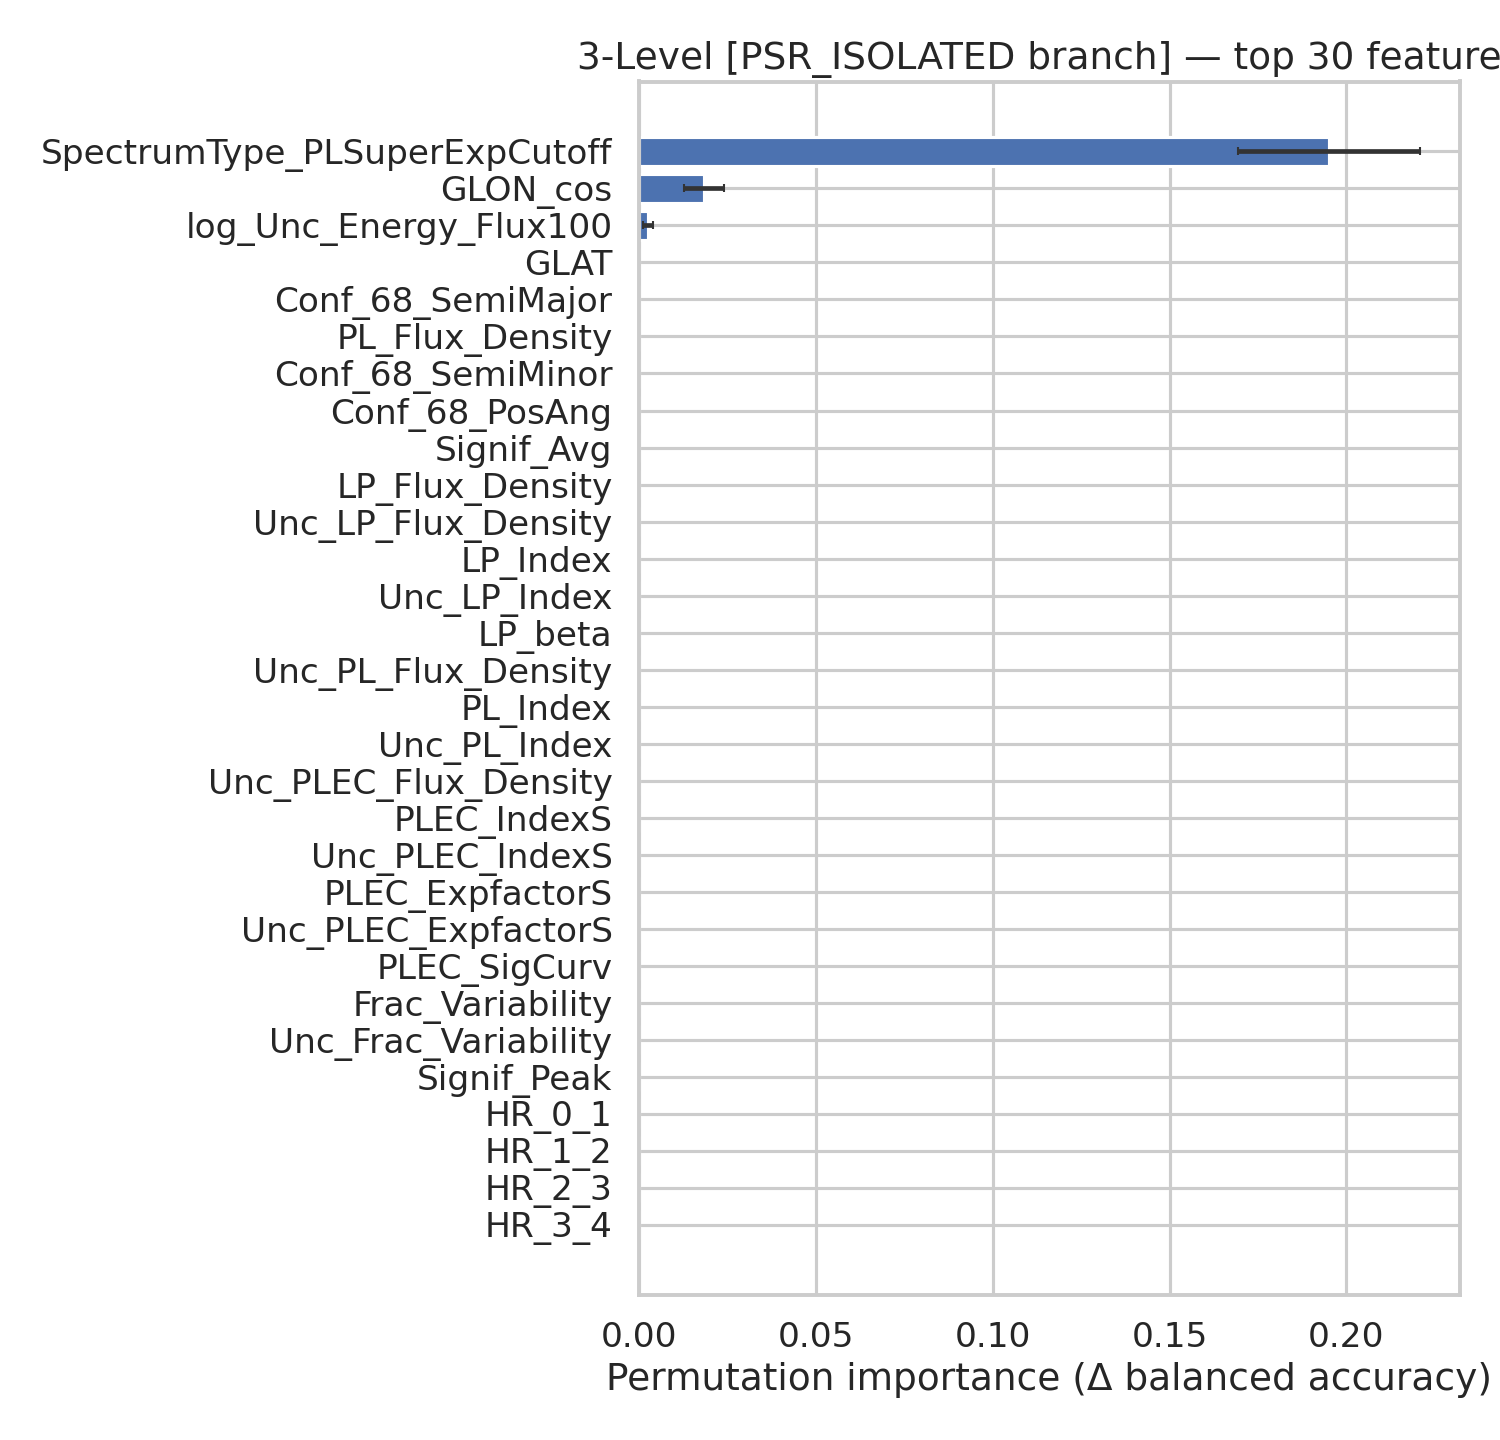 3-Level [PSR_ISOLATED branch] — top 30 feature
SpectrumType_PLSuperExpCutoff
GLON_cos
log_Unc_Energy_Flux100
GLAT
Conf_68_SemiMajor
PL_Flux_Density
Conf_68_SemiMinor
Conf_68_PosAng
Signif_Avg
LP_Flux_Density
Unc_LP_Flux_Density
LP_Index
Unc_LP_Index
LP_beta
Unc_PL_Flux_Density
PL_Index
Unc_PL_Index
Unc_PLEC_Flux_Density
PLEC_IndexS
Unc_PLEC_IndexS
PLEC_ExpfactorS
Unc_PLEC_ExpfactorS
PLEC_SigCurv
Frac_Variability
Unc_Frac_Variability
Signif_Peak
HR_0_1
HR_1_2
HR_2_3
HR_3_4
0.00 0.05 0.10 0.15 0.20
Permutation importance (Δ balanced accuracy)